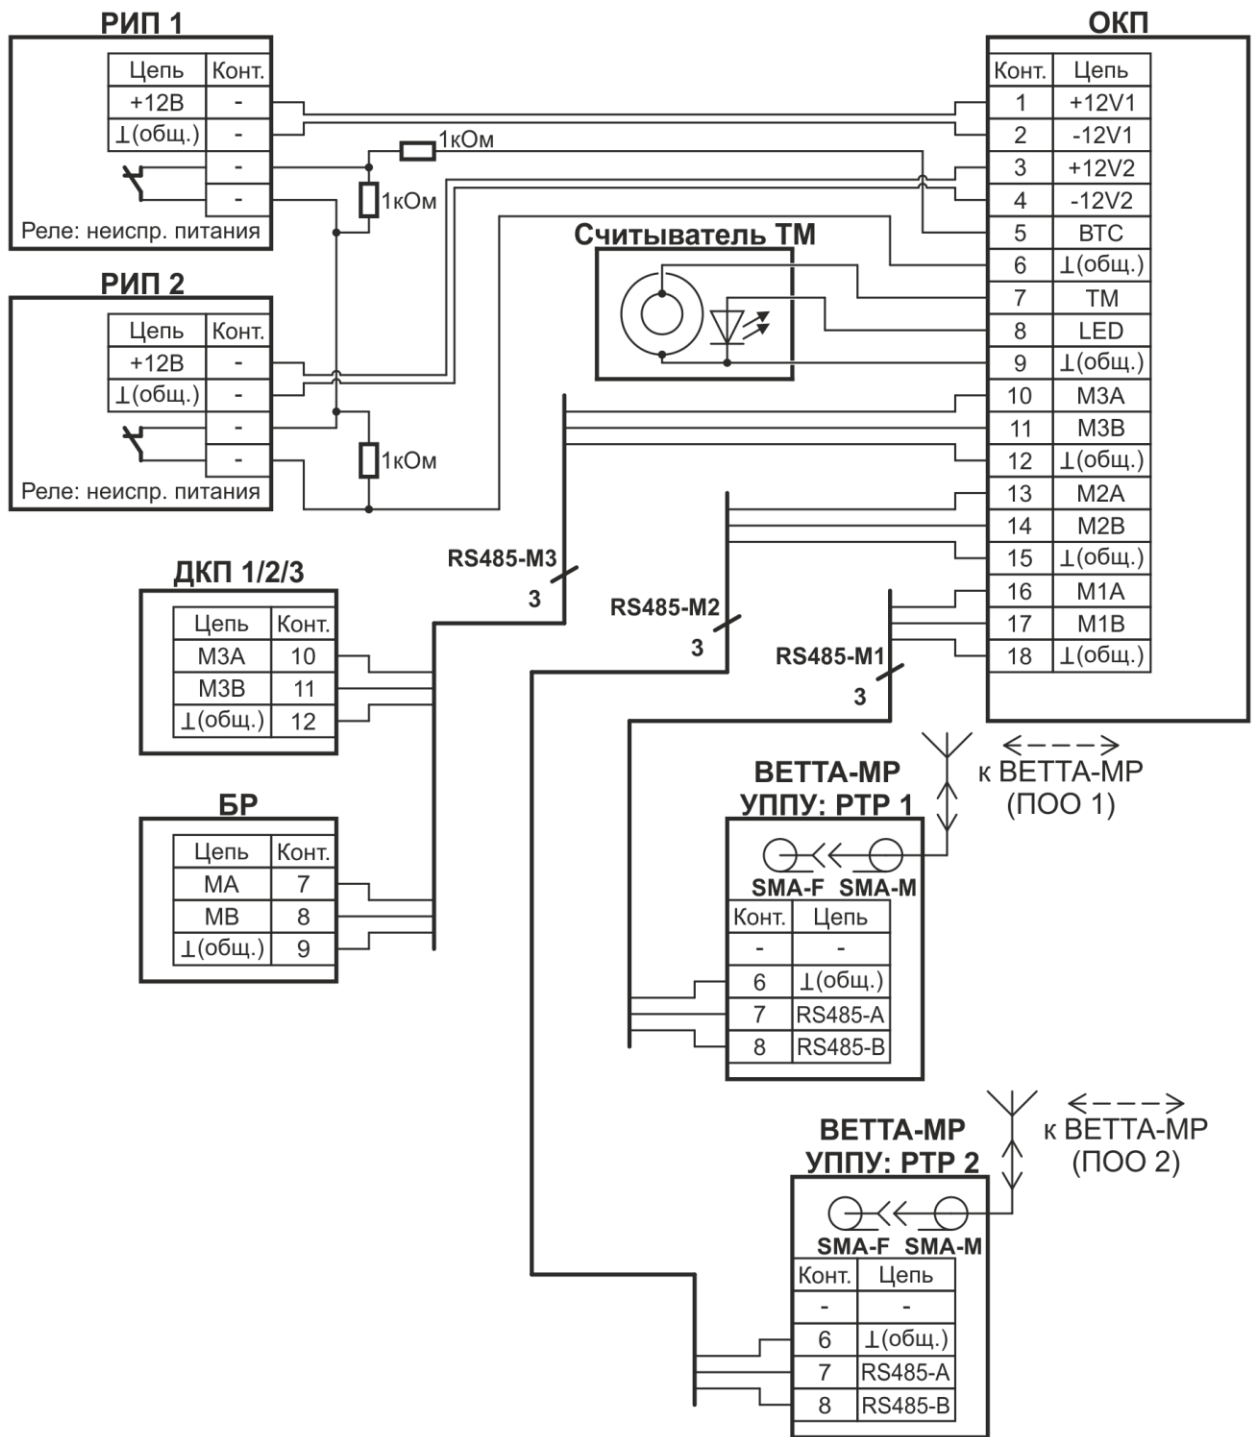 РИП 1
Цепь Конт.
+12В -
⊥(общ.) -
-
-
Реле: неиспр. питания
1кОм
1кОм
РИП 2
Цепь Конт.
+12В -
⊥(общ.) -
-
-
Реле: неиспр. питания
1кОм
Считыватель ТМ
ОКП
Конт. Цепь
1 +12V1
2 -12V1
3 +12V2
4 -12V2
5 ВТС
6 ⊥(общ.)
7 ТМ
8 LED
9 ⊥(общ.)
10 М3А
11 М3В
12 ⊥(общ.)
13 М2А
14 М2В
15 ⊥(общ.)
16 М1А
17 М1В
18 ⊥(общ.)
RS485-М3
3
RS485-М2
3
RS485-М1
3
ДКП 1/2/3
Цепь Конт.
М3А 10
М3В 11
⊥(общ.) 12
БР
Цепь Конт.
МА 7
МВ 8
⊥(общ.) 9
ВЕТТА-МР
УППУ: РТР 1
к ВЕТТА-МР
(ПОО 1)
SMA-F SMA-M
Конт. Цепь
- -
6 ⊥(общ.)
7 RS485-A
8 RS485-B
ВЕТТА-МР
УППУ: РТР 2
к ВЕТТА-МР
(ПОО 2)
SMA-F SMA-M
Конт. Цепь
- -
6 ⊥(общ.)
7 RS485-A
8 RS485-B